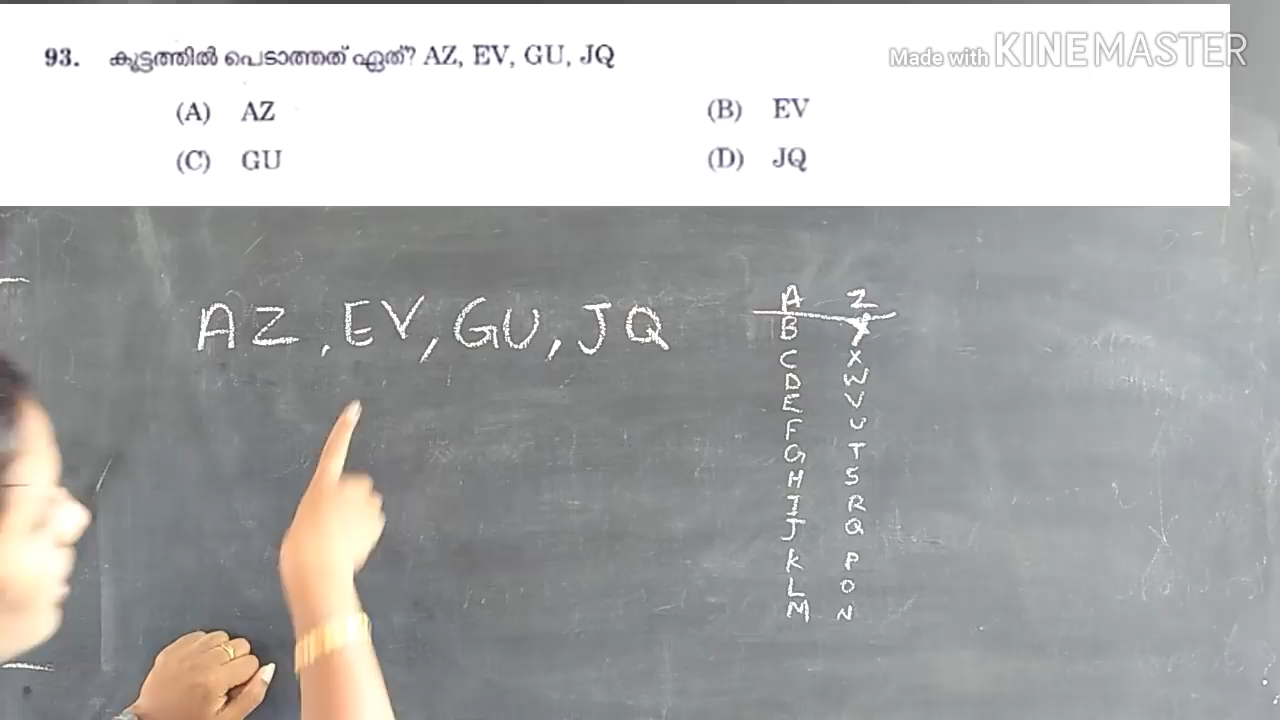 93. കൂട്ടത്തിൽ പെടാത്തത് ഏത്? AZ, EV, GU, JQ
Made with KINEMASTER
(A) AZ
(B) EV
(C) GU
(D) JQ
AZ, EV, GU, JQ
A Z
B Y
C X
D W
E V
F U
G T
H S
I R
J Q
K P
L O
M N